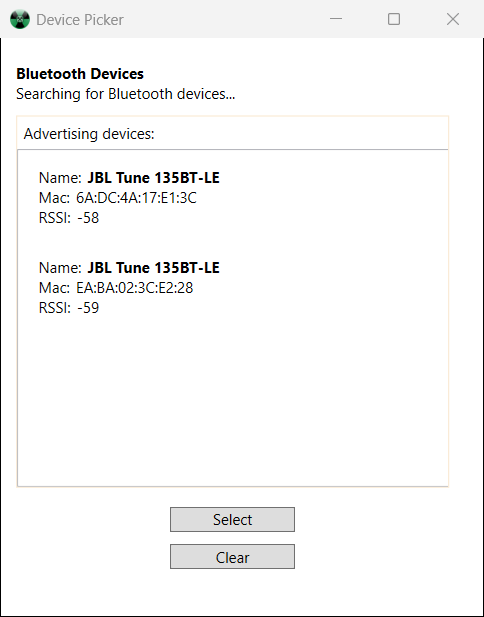 Device Picker
Bluetooth Devices
Searching for Bluetooth devices...
Advertising devices:
Name: JBL Tune 135BT-LE
Mac: 6A:DC:4A:17:E1:3C
RSSI: -58
Name: JBL Tune 135BT-LE
Mac: EA:BA:02:3C:E2:28
RSSI: -59
Select
Clear